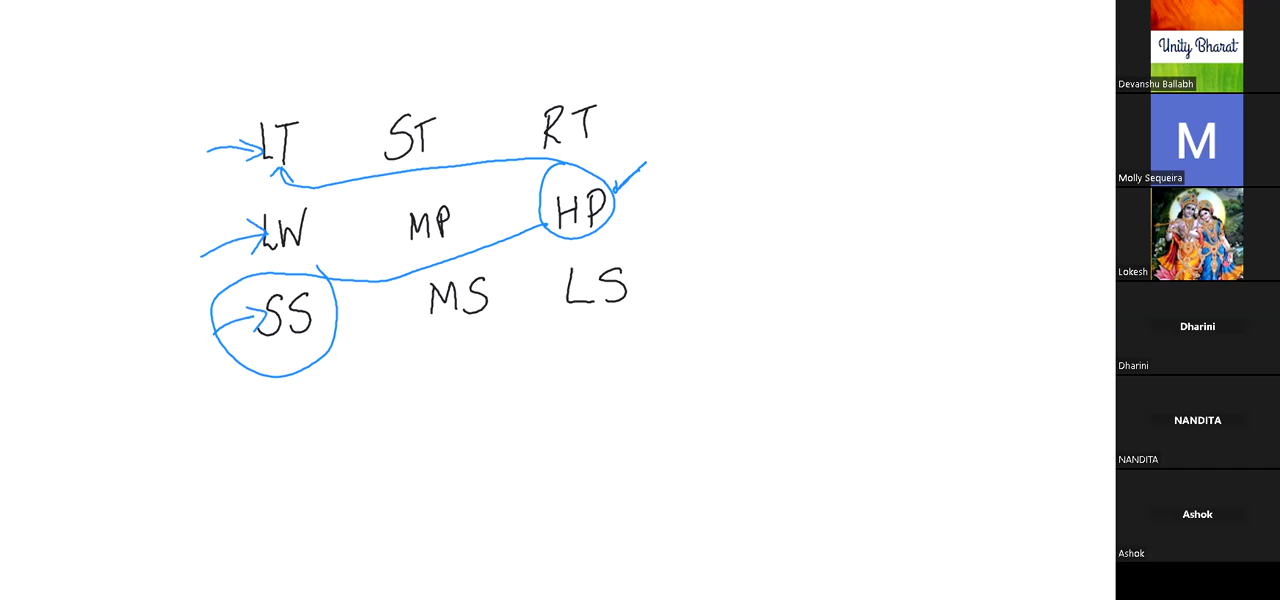 LT ST RT
LW MP HP
SS MS LS
Unity Bharat
Devanshu Ballabh
M
Molly Sequeira
Lokesh
Dharini
Dharini
NANDITA
NANDITA
Ashok
Ashok